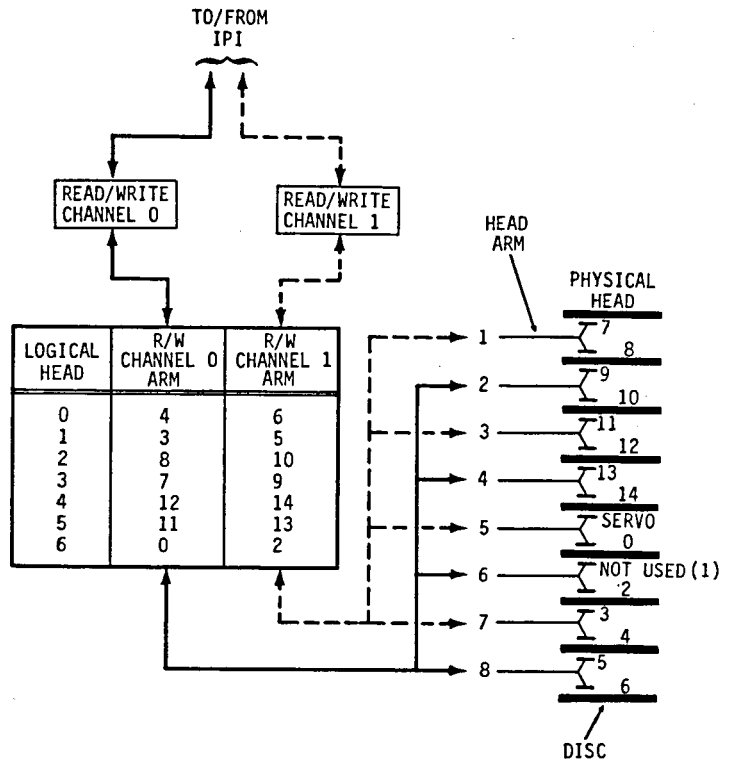 TO/FROM
IPI
READ/WRITE
CHANNEL 0
READ/WRITE
CHANNEL 1
HEAD
ARM
PHYSICAL
HEAD
LOGICAL
HEAD
R/W
CHANNEL 0
ARM
R/W
CHANNEL 1
ARM
0 4 6
1 3 5
2 8 10
3 7 9
4 12 14
5 11 13
6 0 2
1 7
8
2 9
10
3 11
12
4 13
14
5 SERVO
0
6 NOT USED (1)
2
7 3
4
8 5
6
DISC